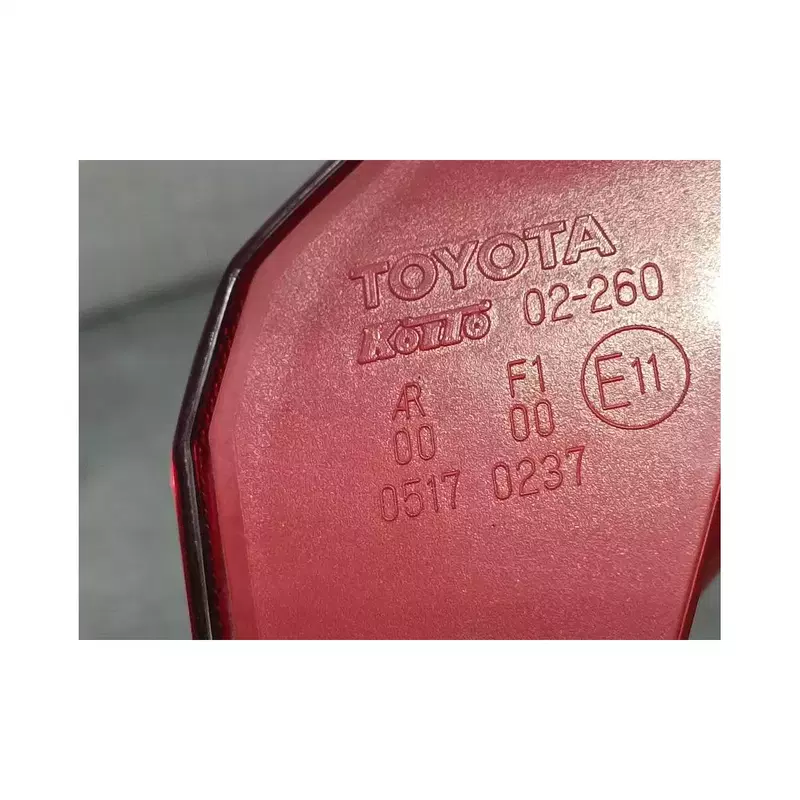 TOYOTA
KOITO 02-260
AR F1
00 00
0517 0237
E11